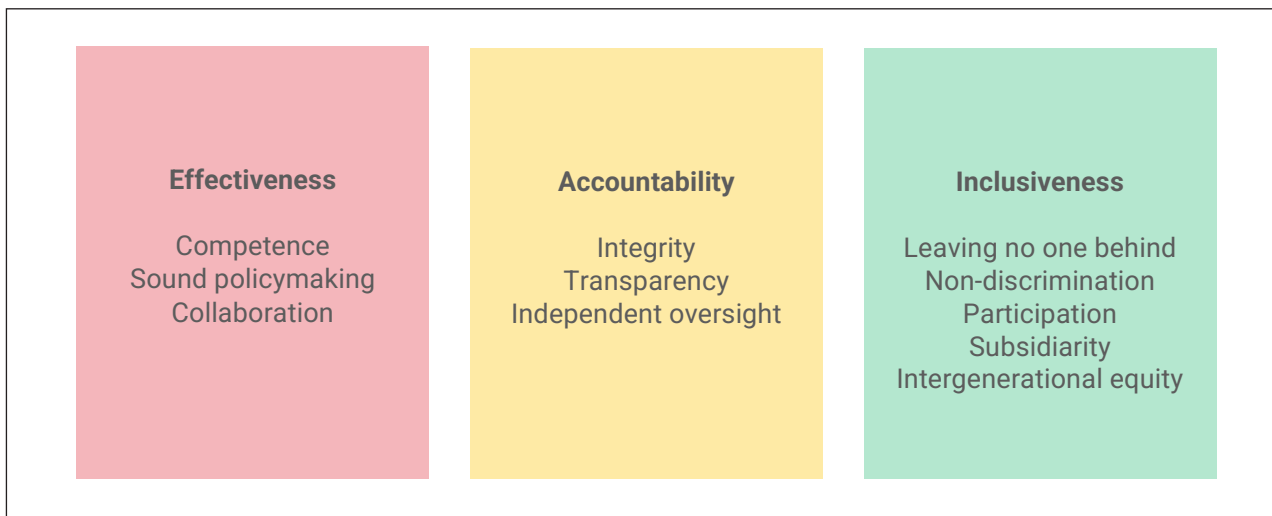 Effectiveness
Competence
Sound policymaking
Collaboration
Accountability
Integrity
Transparency
Independent oversight
Inclusiveness
Leaving no one behind
Non-discrimination
Participation
Subsidiarity
Intergenerational equity